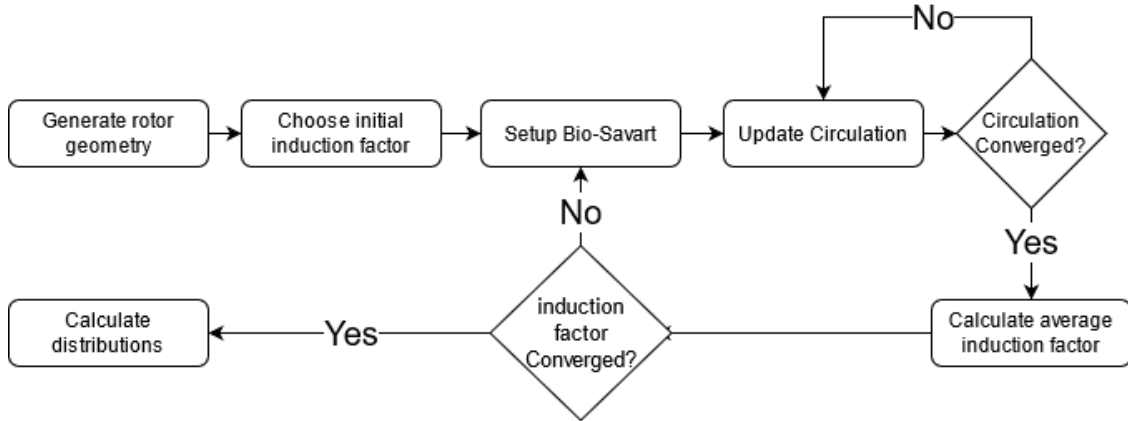 No
Generate rotor
geometry
Choose initial
induction factor
Setup Bio-Savart
Update Circulation
Circulation
Converged?
No
Yes
Calculate
distributions
Yes
induction
factor
Converged?
Calculate average
induction factor